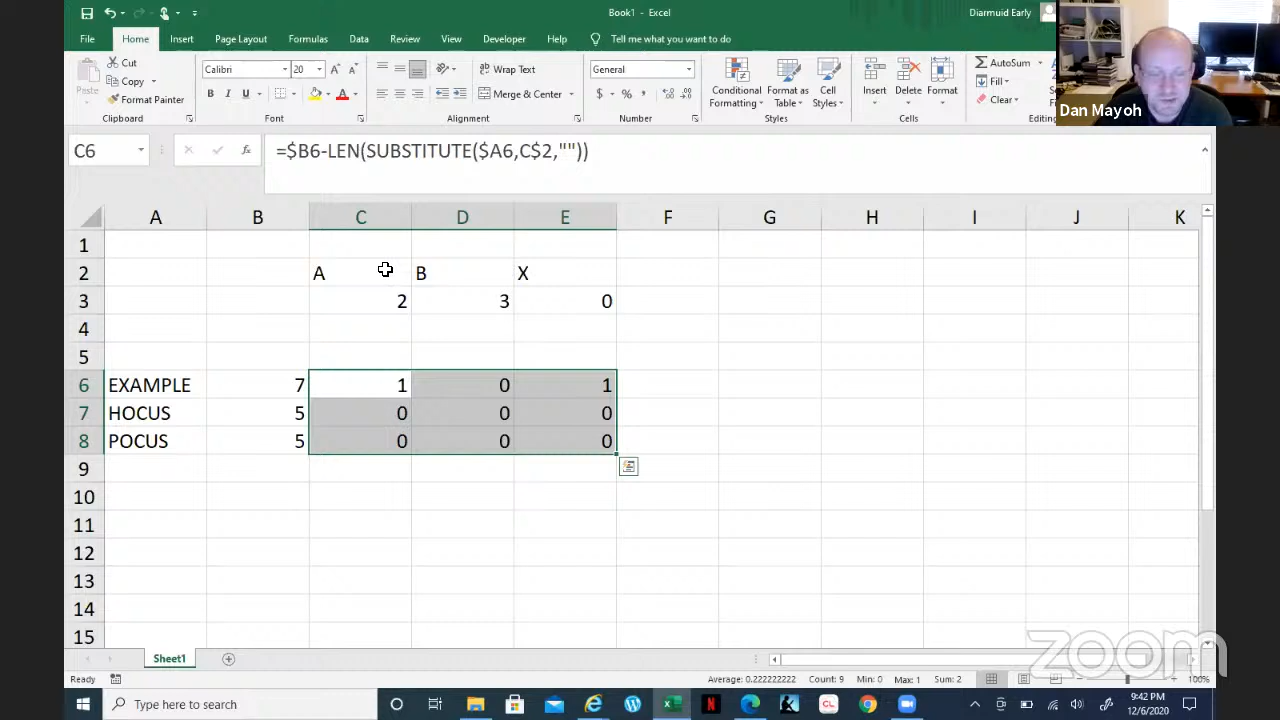 Book1 - Excel
Diarmuid Early
File Home Insert Page Layout Formulas Data Review View Developer Help Tell me what you want to do
Paste
Cut
Copy
Format Painter
Clipboard
Calibri 20
B I U
Font
Wrap Text
Merge & Center
Alignment
General
$ %
Number
Conditional Formatting
Format as Table
Cell Styles
Styles
Insert Delete Format
Cells
AutoSum
Fill
Clear
Dan Mayoh
C6 fx =$B6-LEN(SUBSTITUTE($A6,C$2,""))
A B C D E F G H I J K
1
2 A B X
3 2 3 0
4
5
6 EXAMPLE 7 1 0 1
7 HOCUS 5 0 0 0
8 POCUS 5 0 0 0
9
10
11
12
13
14
15
Sheet1
zoom
Ready Average: 0.222222222 Count: 9 Min: 0 Max: 1 Sum: 2 100%
Type here to search
9:42 PM
12/6/2020